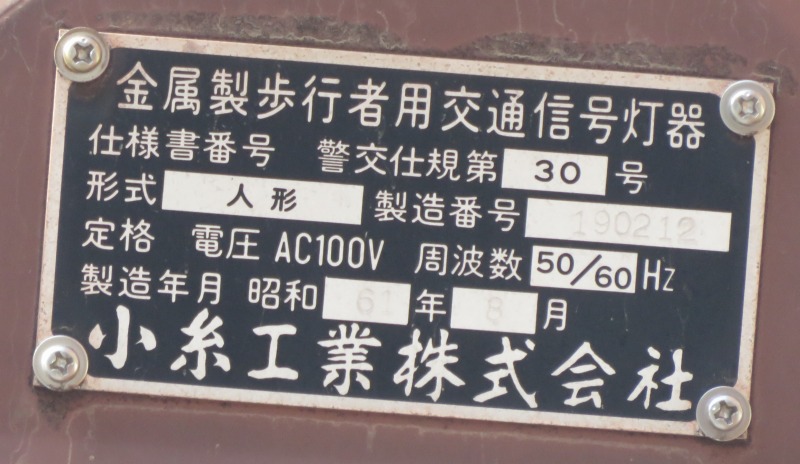 金属製歩行者用交通信号灯器
仕様書番号 警交仕規第 30 号
形式 人形 製造番号 190212
定格 電圧 AC100V 周波数 50/60 Hz
製造年月 昭和 61 年 8 月
小糸工業株式会社